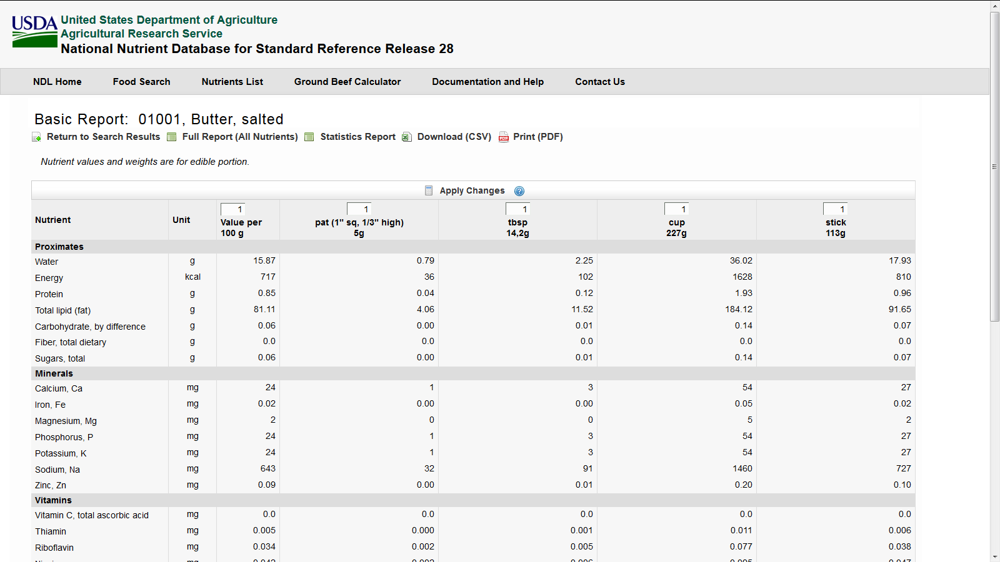 USDA
United States Department of Agriculture
Agricultural Research Service
National Nutrient Database for Standard Reference Release 28
NDL Home Food Search Nutrients List Ground Beef Calculator Documentation and Help Contact Us
Basic Report: 01001, Butter, salted
Return to Search Results Full Report (All Nutrients) Statistics Report Download (CSV) Print (PDF)
Nutrient values and weights are for edible portion.
Apply Changes
Nutrient Unit 1 Value per 100 g 1 pat (1" sq, 1/3" high) 5g 1 tbsp 14,2g 1 cup 227g 1 stick 113g
Proximates
Water g 15.87 0.79 2.25 36.02 17.93
Energy kcal 717 36 102 1628 810
Protein g 0.85 0.04 0.12 1.93 0.96
Total lipid (fat) g 81.11 4.06 11.52 184.12 91.65
Carbohydrate, by difference g 0.06 0.00 0.01 0.14 0.07
Fiber, total dietary g 0.0 0.0 0.0 0.0 0.0
Sugars, total g 0.06 0.00 0.01 0.14 0.07
Minerals
Calcium, Ca mg 24 1 3 54 27
Iron, Fe mg 0.02 0.00 0.00 0.05 0.02
Magnesium, Mg mg 2 0 0 5 2
Phosphorus, P mg 24 1 3 54 27
Potassium, K mg 24 1 3 54 27
Sodium, Na mg 643 32 91 1460 727
Zinc, Zn mg 0.09 0.00 0.01 0.20 0.10
Vitamins
Vitamin C, total ascorbic acid mg 0.0 0.0 0.0 0.0 0.0
Thiamin mg 0.005 0.000 0.001 0.011 0.006
Riboflavin mg 0.034 0.002 0.005 0.077 0.038